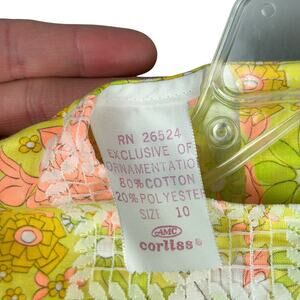 RN 26524
EXCLUSIVE OF
ORNAMENTATION
80% COTTON
20% POLYESTER
SIZE 10
AMC
corliss®